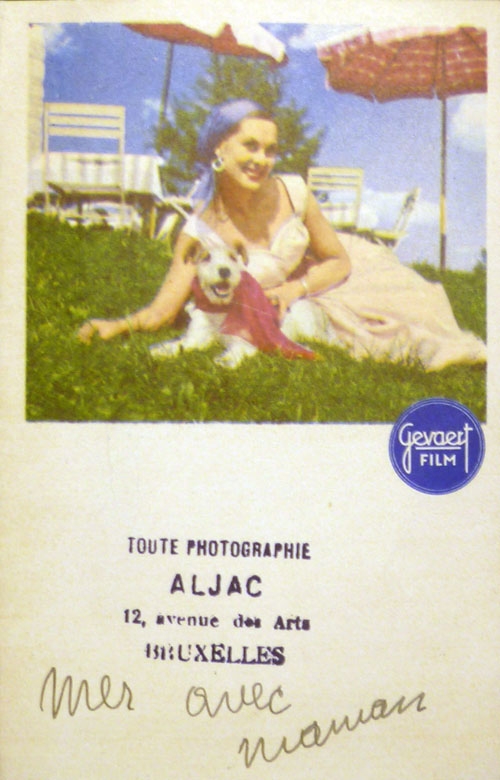 Gevaert
FILM
TOUTE PHOTOGRAPHIE
ALJAC
12, avenue des Arts
BRUXELLES
Mer avec
maman